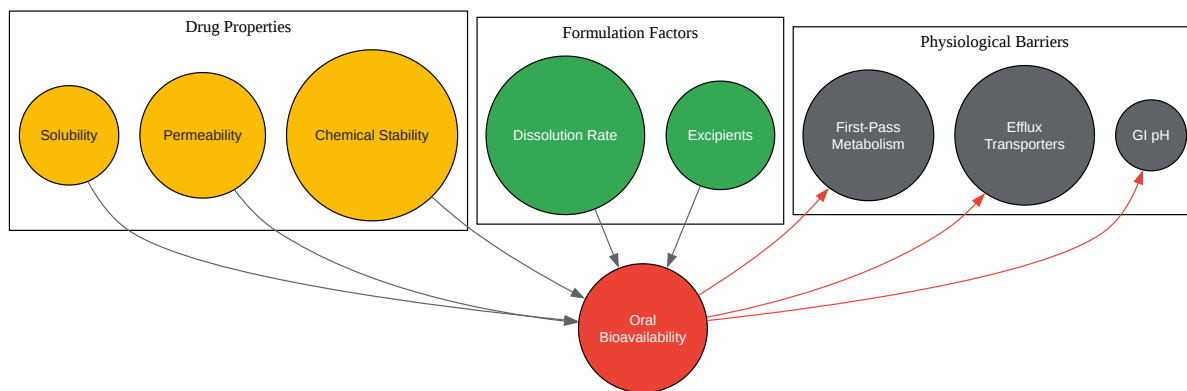 Drug Properties
Formulation Factors
Physiological Barriers
Solubility
Permeability
Chemical Stability
Dissolution Rate
Excipients
First-Pass
Metabolism
Efflux
Transporters
GI pH
Oral
Bioavailability